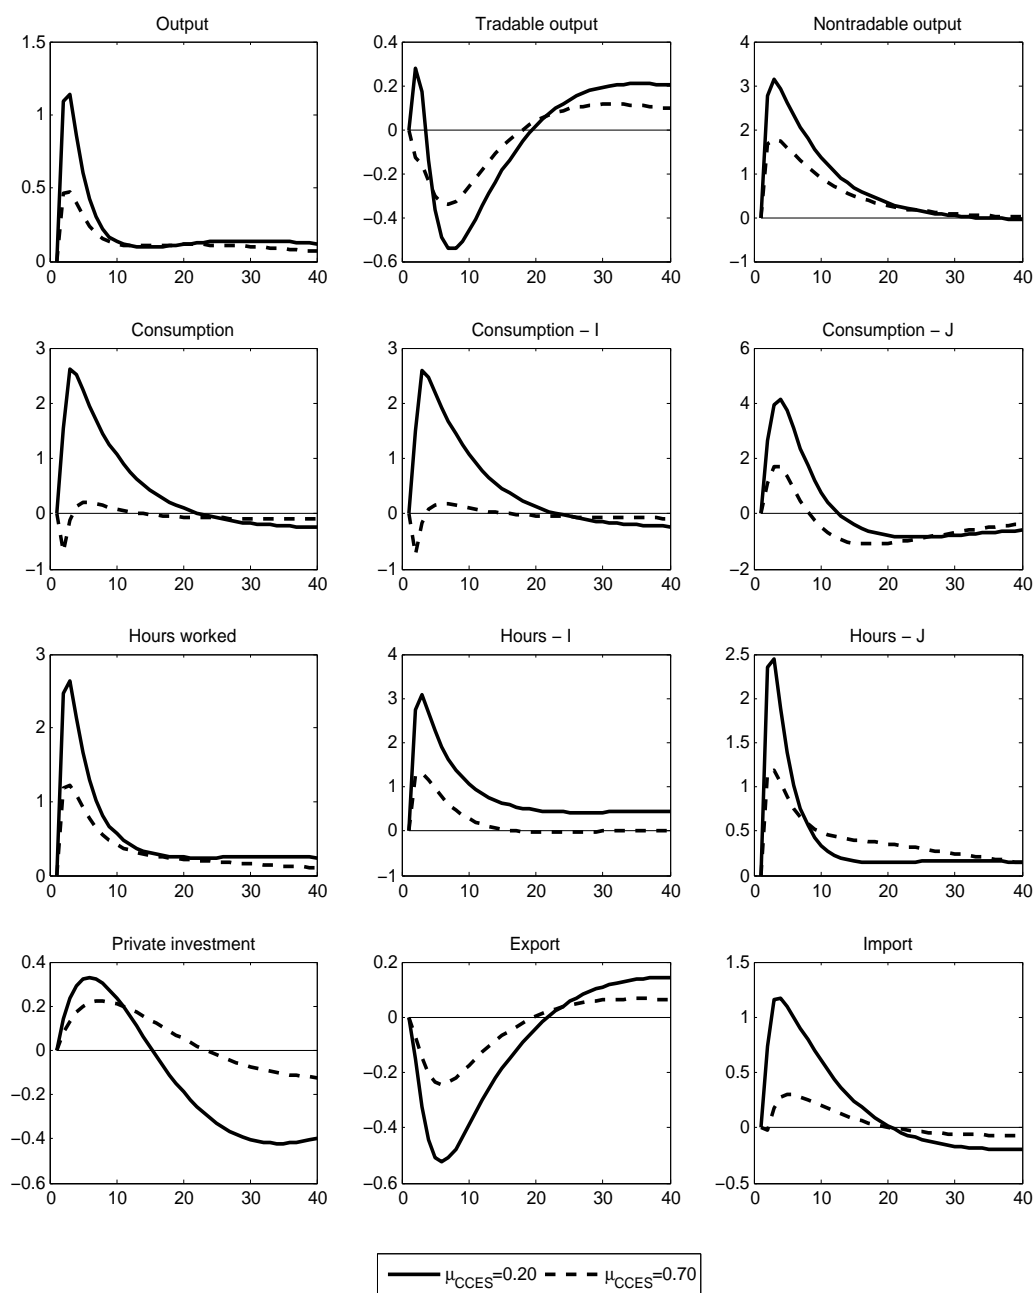 Output Tradable output Nontradable output
1.5 0.4 4
0.2 3
1 0 2
0.5 −0.2 1
−0.4 0
0 −0.6 −1
0 10 20 30 40 0 10 20 30 40 0 10 20 30 40
Consumption Consumption − I Consumption − J
3 3 6
2 2 4
1 1 2
0 0 0
−1 −1 −2
0 10 20 30 40 0 10 20 30 40 0 10 20 30 40
Hours worked Hours − I Hours − J
3 4 2.5
3 2
2 2 1.5
1 1 1
0 0.5
0 −1 0
0 10 20 30 40 0 10 20 30 40 0 10 20 30 40
Private investment Export Import
0.4 0.2 1.5
0.2 0 1
0 −0.2 0.5
−0.2 0
−0.4 −0.4
−0.6 −0.6 −0.5
0 10 20 30 40 0 10 20 30 40 0 10 20 30 40
μCCES=0.20 μCCES=0.70